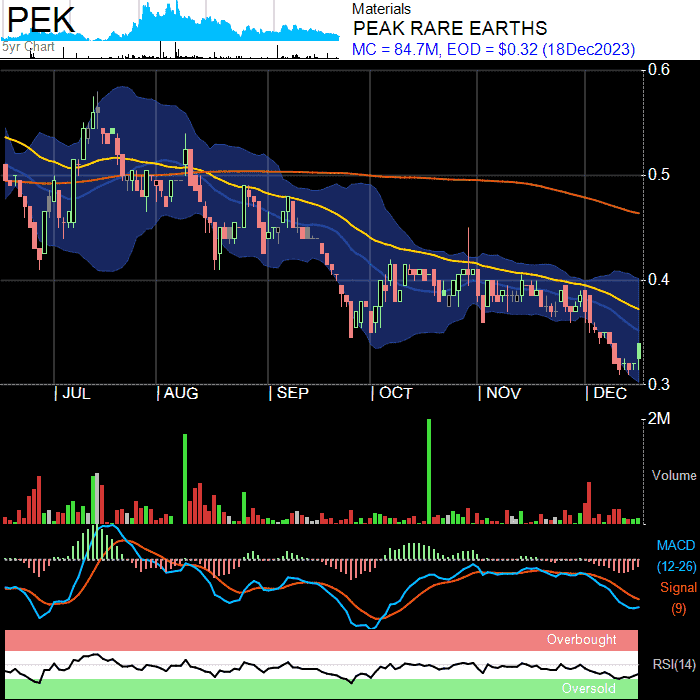 PEK
5yr Chart
Materials
PEAK RARE EARTHS
MC = 84.7M, EOD = $0.32 (18Dec2023)
0.6
0.5
0.4
0.3
JUL AUG SEP OCT NOV DEC
2M
Volume
MACD
(12-26)
Signal
(9)
Overbought
RSI(14)
Oversold